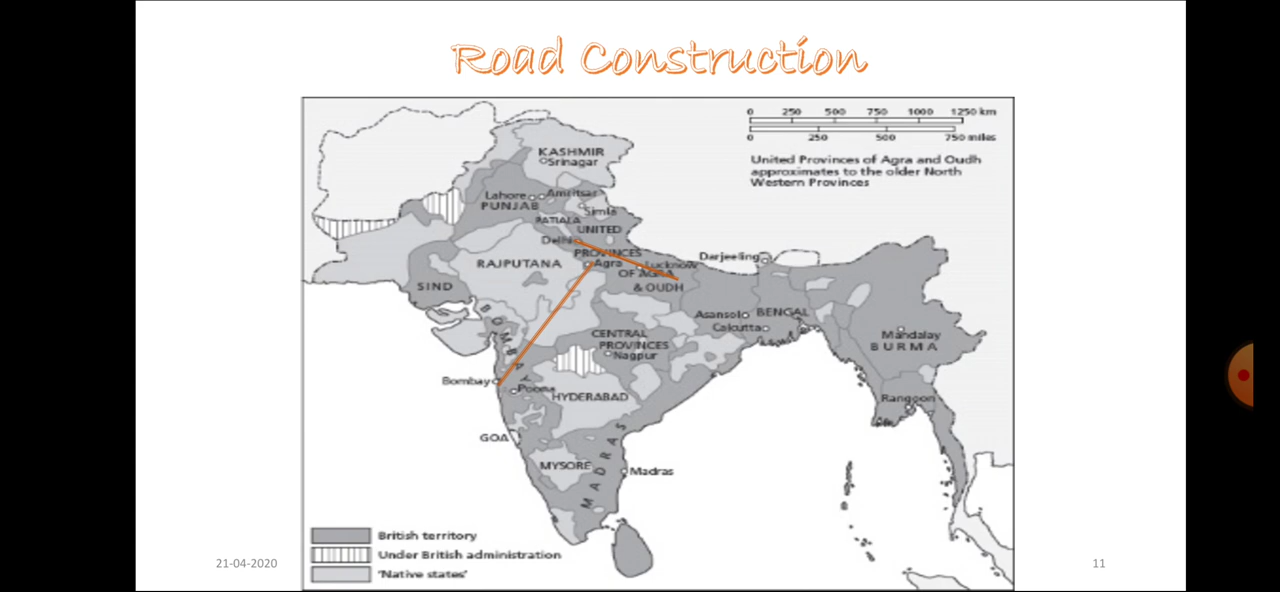 Road Construction
0 250 500 750 1000 1250 km
0 250 500 750 miles
United Provinces of Agra and Oudh
approximates to the older North
Western Provinces
KASHMIR
Srinagar
Lahore
Amritsar
PUNJAB
Simla
PATIALA
UNITED
Delhi
PROVINCES
Agra
Lucknow
OF AGRA
& OUDH
RAJPUTANA
Darjeeling
SIND
BOMBAY
Asansol
BENGAL
Calcutta
Mandalay
BURMA
CENTRAL
PROVINCES
Nagpur
Bombay
Poona
HYDERABAD
Rangoon
GOA
MYSORE
MADRAS
Madras
British territory
Under British administration
'Native states'
21-04-2020
11